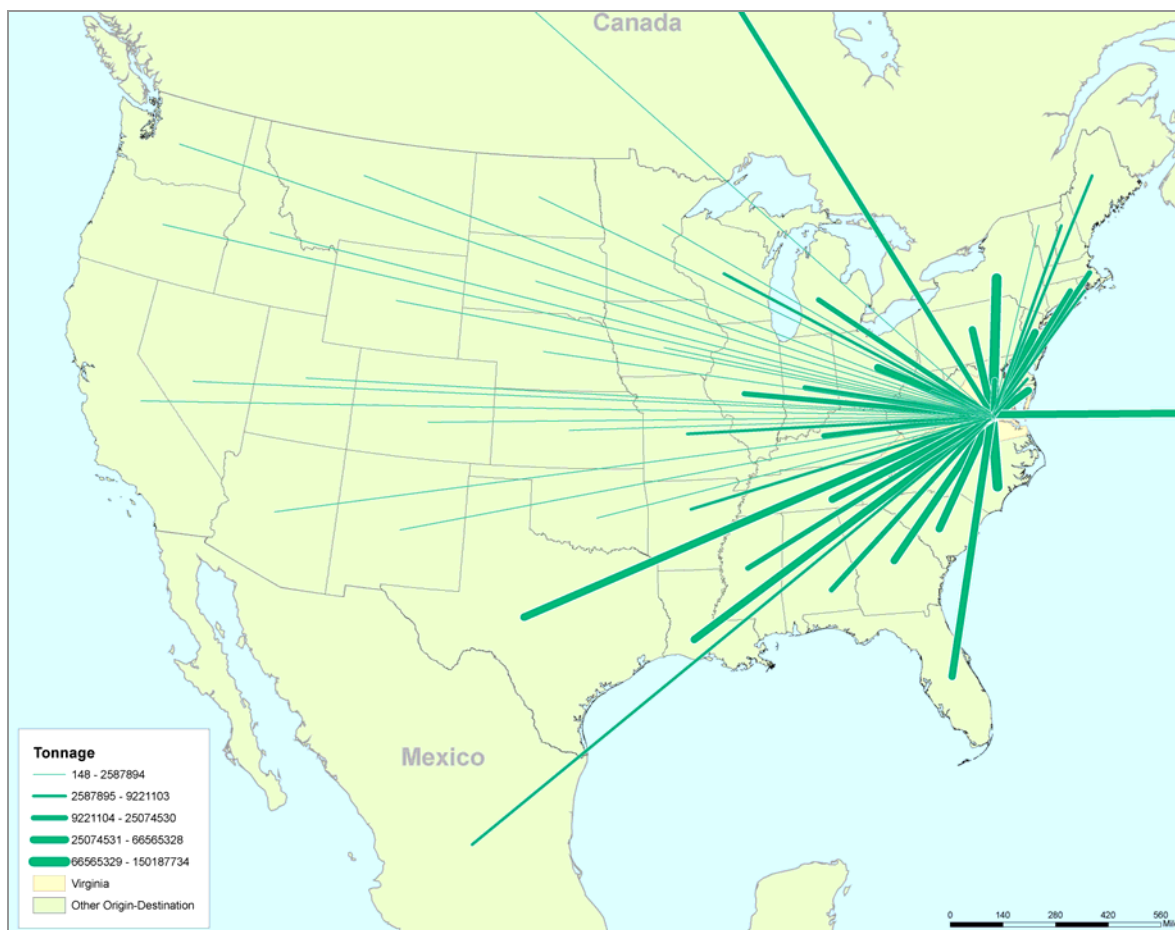 Canada
Mexico
Tonnage
148 - 2587894
2587895 - 9221103
9221104 - 25074530
25074531 - 66565328
66565329 - 150187734
Virginia
Other Origin-Destination
0 140 280 420 560